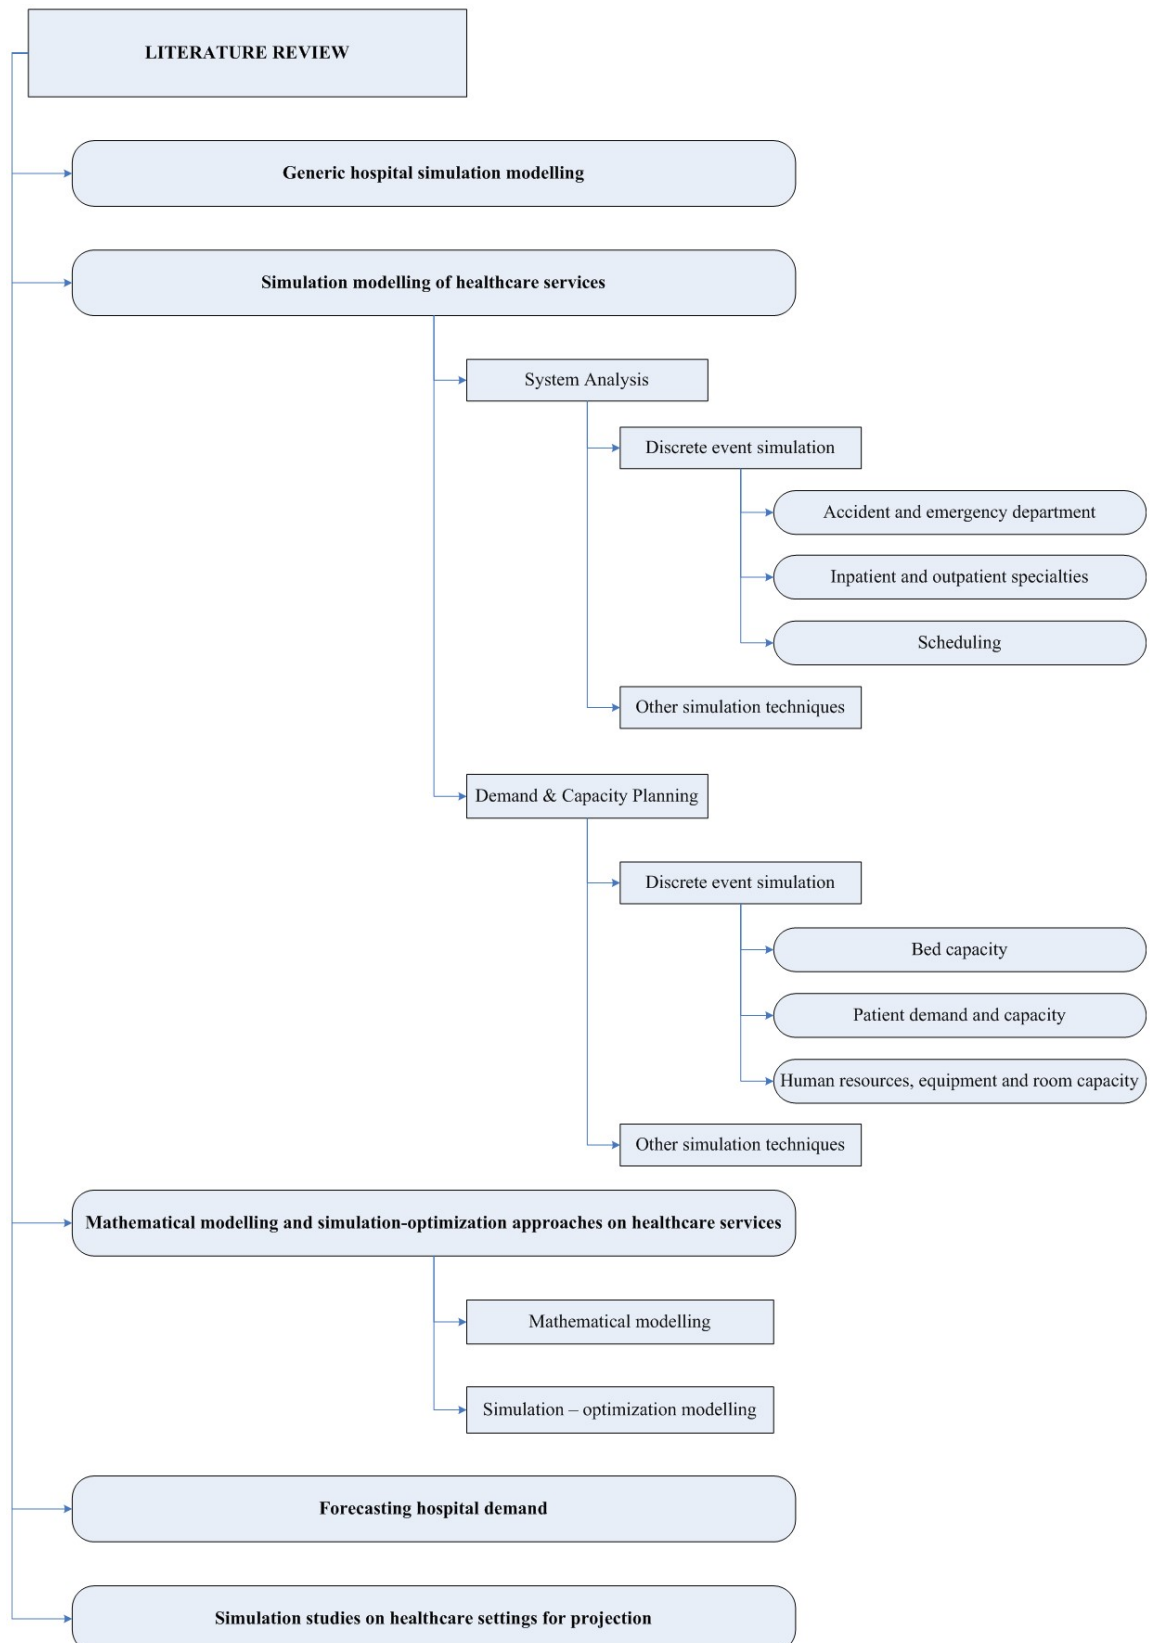 LITERATURE REVIEW
Generic hospital simulation modelling
Simulation modelling of healthcare services
System Analysis
Discrete event simulation
Accident and emergency department
Inpatient and outpatient specialties
Scheduling
Other simulation techniques
Demand & Capacity Planning
Discrete event simulation
Bed capacity
Patient demand and capacity
Human resources, equipment and room capacity
Other simulation techniques
Mathematical modelling and simulation-optimization approaches on healthcare services
Mathematical modelling
Simulation – optimization modelling
Forecasting hospital demand
Simulation studies on healthcare settings for projection